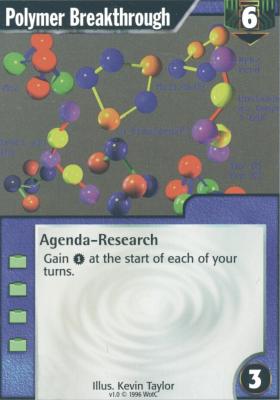 Polymer Breakthrough
6
Agenda-Research
Gain 1 at the start of each of your
turns.
3
Illus. Kevin Taylor
v1.0 © 1996 WotC